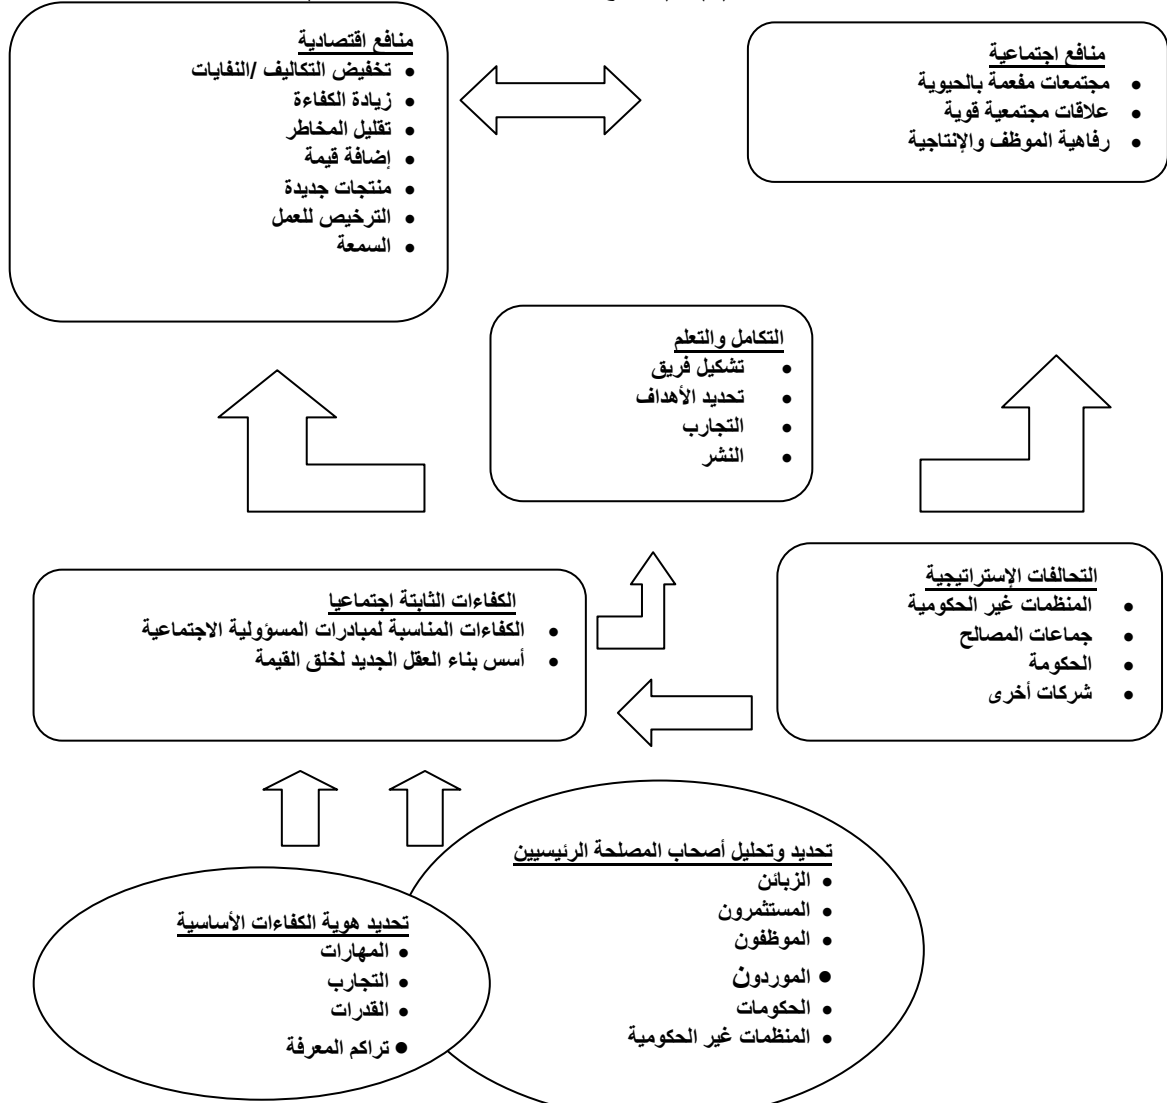 منافع اقتصادية
• تخفيض التكاليف /النفايات
• زيادة الكفاءة
• تقليل المخاطر
• إضافة قيمة
• منتجات جديدة
• الترخيص للعمل
• السمعة
منافع اجتماعية
• مجتمعات مفعمة بالحيوية
• علاقات مجتمعية قوية
• رفاهية الموظف والإنتاجية
التكامل والتعلم
• تشكيل فريق
• تحديد الأهداف
• التجارب
• النشر
التحالفات الإستراتيجية
• المنظمات غير الحكومية
• جماعات المصالح
• الحكومة
• شركات أخرى
الكفاءات الثابتة اجتماعيا
• الكفاءات المناسبة لمبادرات المسؤولية الاجتماعية
• أسس بناء العقل الجديد لخلق القيمة
تحديد وتحليل أصحاب المصلحة الرئيسيين
• الزبائن
• المستثمرون
• الموظفون
• الموردون
• الحكومات
• المنظمات غير الحكومية
تحديد هوية الكفاءات الأساسية
• المهارات
• التجارب
• القدرات
• تراكم المعرفة